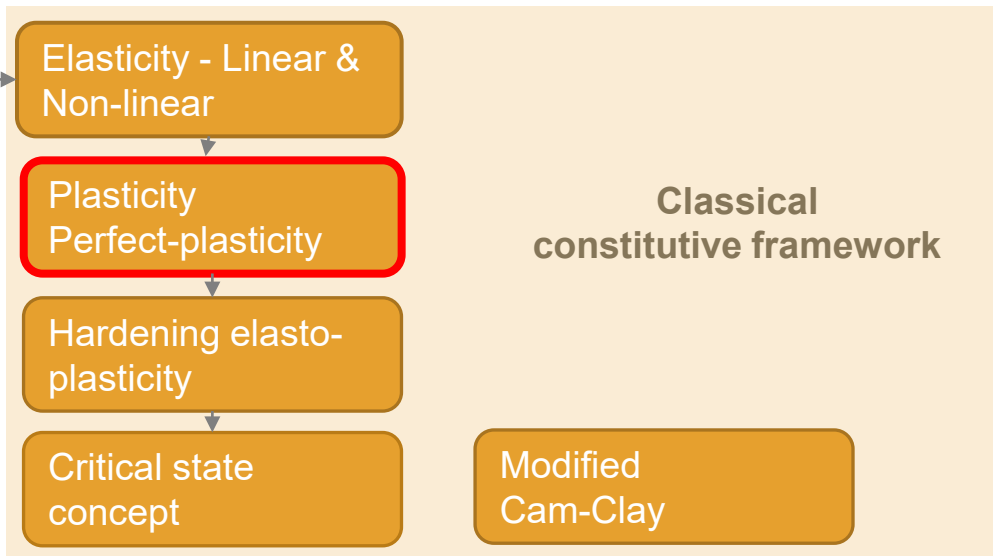 Elasticity - Linear &
Non-linear
Plasticity
Perfect-plasticity
Classical
constitutive framework
Hardening elasto-
plasticity
Critical state
concept
Modified
Cam-Clay